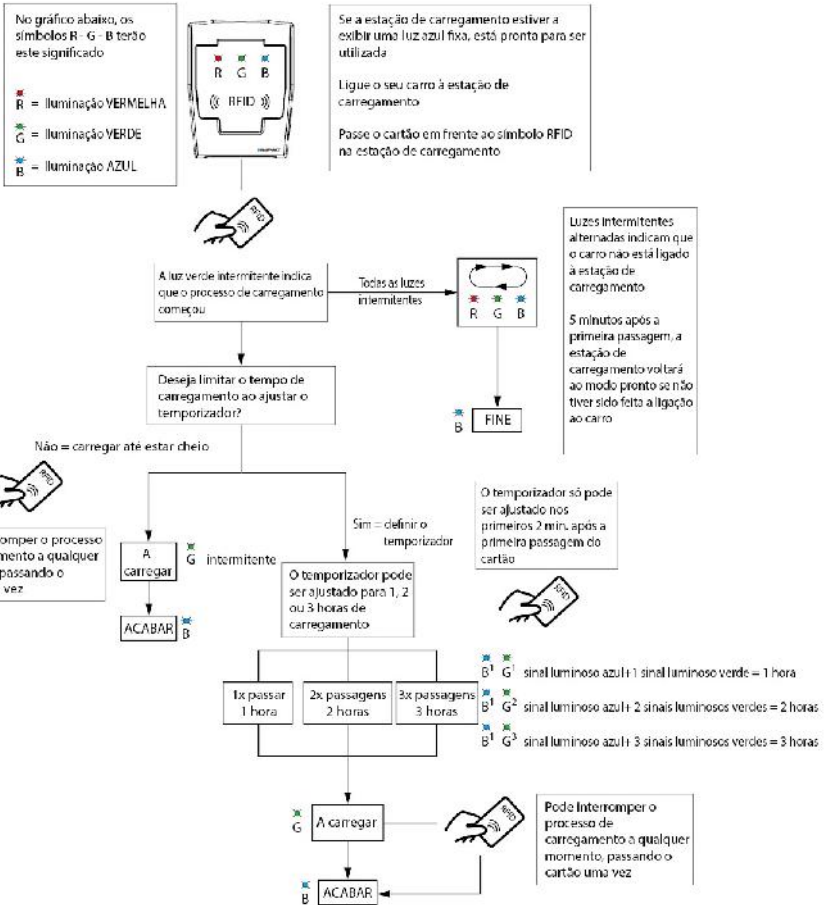 No gráfico abaixo, os
símbolos R - G - B terão
este significado
R = Iluminação VERMELHA
G = Iluminação VERDE
B = Iluminação AZUL
R G B
RFID
Se a estação de carregamento estiver a
exibir uma luz azul fixa, está pronta para ser
utilizada
Ligue o seu carro à estação de
carregamento
Passe o cartão em frente ao símbolo RFID
na estação de carregamento
RFID
A luz verde intermitente indica
que o processo de carregamento
começou
Todas as luzes
intermitentes
R G B
Luzes intermitentes
alternadas indicam que
o carro não está ligado
à estação de
carregamento
5 minutos após a
primeira passagem, a
estação de
carregamento voltará
ao modo pronto se não
tiver sido feita a ligação
ao carro
B FINE
Deseja limitar o tempo de
carregamento ao ajustar o
temporizador?
Não = carregar até estar cheio
RFID
romper o processo
mento a qualquer
passando o
vez
A
carregar
G intermitente
ACABAR B
Sim = definir o
temporizador
O temporizador pode
ser ajustado para 1, 2
ou 3 horas de
carregamento
O temporizador só pode
ser ajustado nos
primeiros 2 min. após a
primeira passagem do
cartão
RFID
1x passar
1 hora
2x passagens
2 horas
3x passagens
3 horas
B¹ G¹ sinal luminoso azul+1 sinal luminoso verde = 1 hora
B¹ G² sinal luminoso azul+ 2 sinais luminosos verdes = 2 horas
B¹ G³ sinal luminoso azul+ 3 sinais luminosos verdes = 3 horas
G A carregar
RFID
Pode interromper o
processo de
carregamento a qualquer
momento, passando o
cartão uma vez
B ACABAR